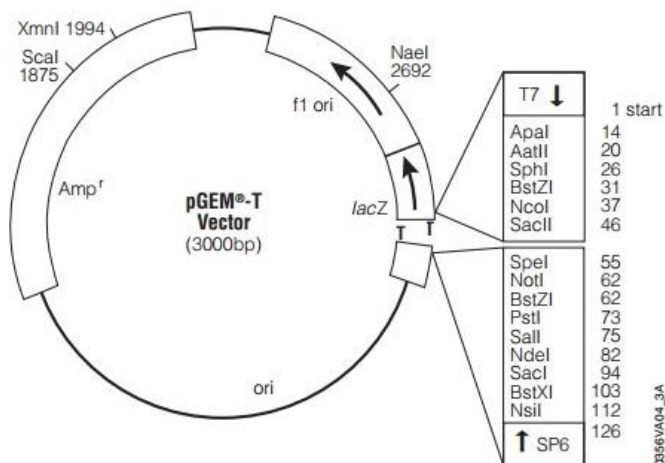 XmnI 1994
ScaI
1875
NaeI
2692
f1 ori
Ampʳ
pGEM®-T
Vector
(3000bp)
lacZ
T T
ori
T7 ↓
1 start
ApaI 14
AatII 20
SphI 26
BstZI 31
NcoI 37
SacII 46
SpeI 55
NotI 62
BstZI 62
PstI 73
SalI 75
NdeI 82
SacI 94
BstXI 103
NsiI 112
↑ SP6 126
0356VA04_3A